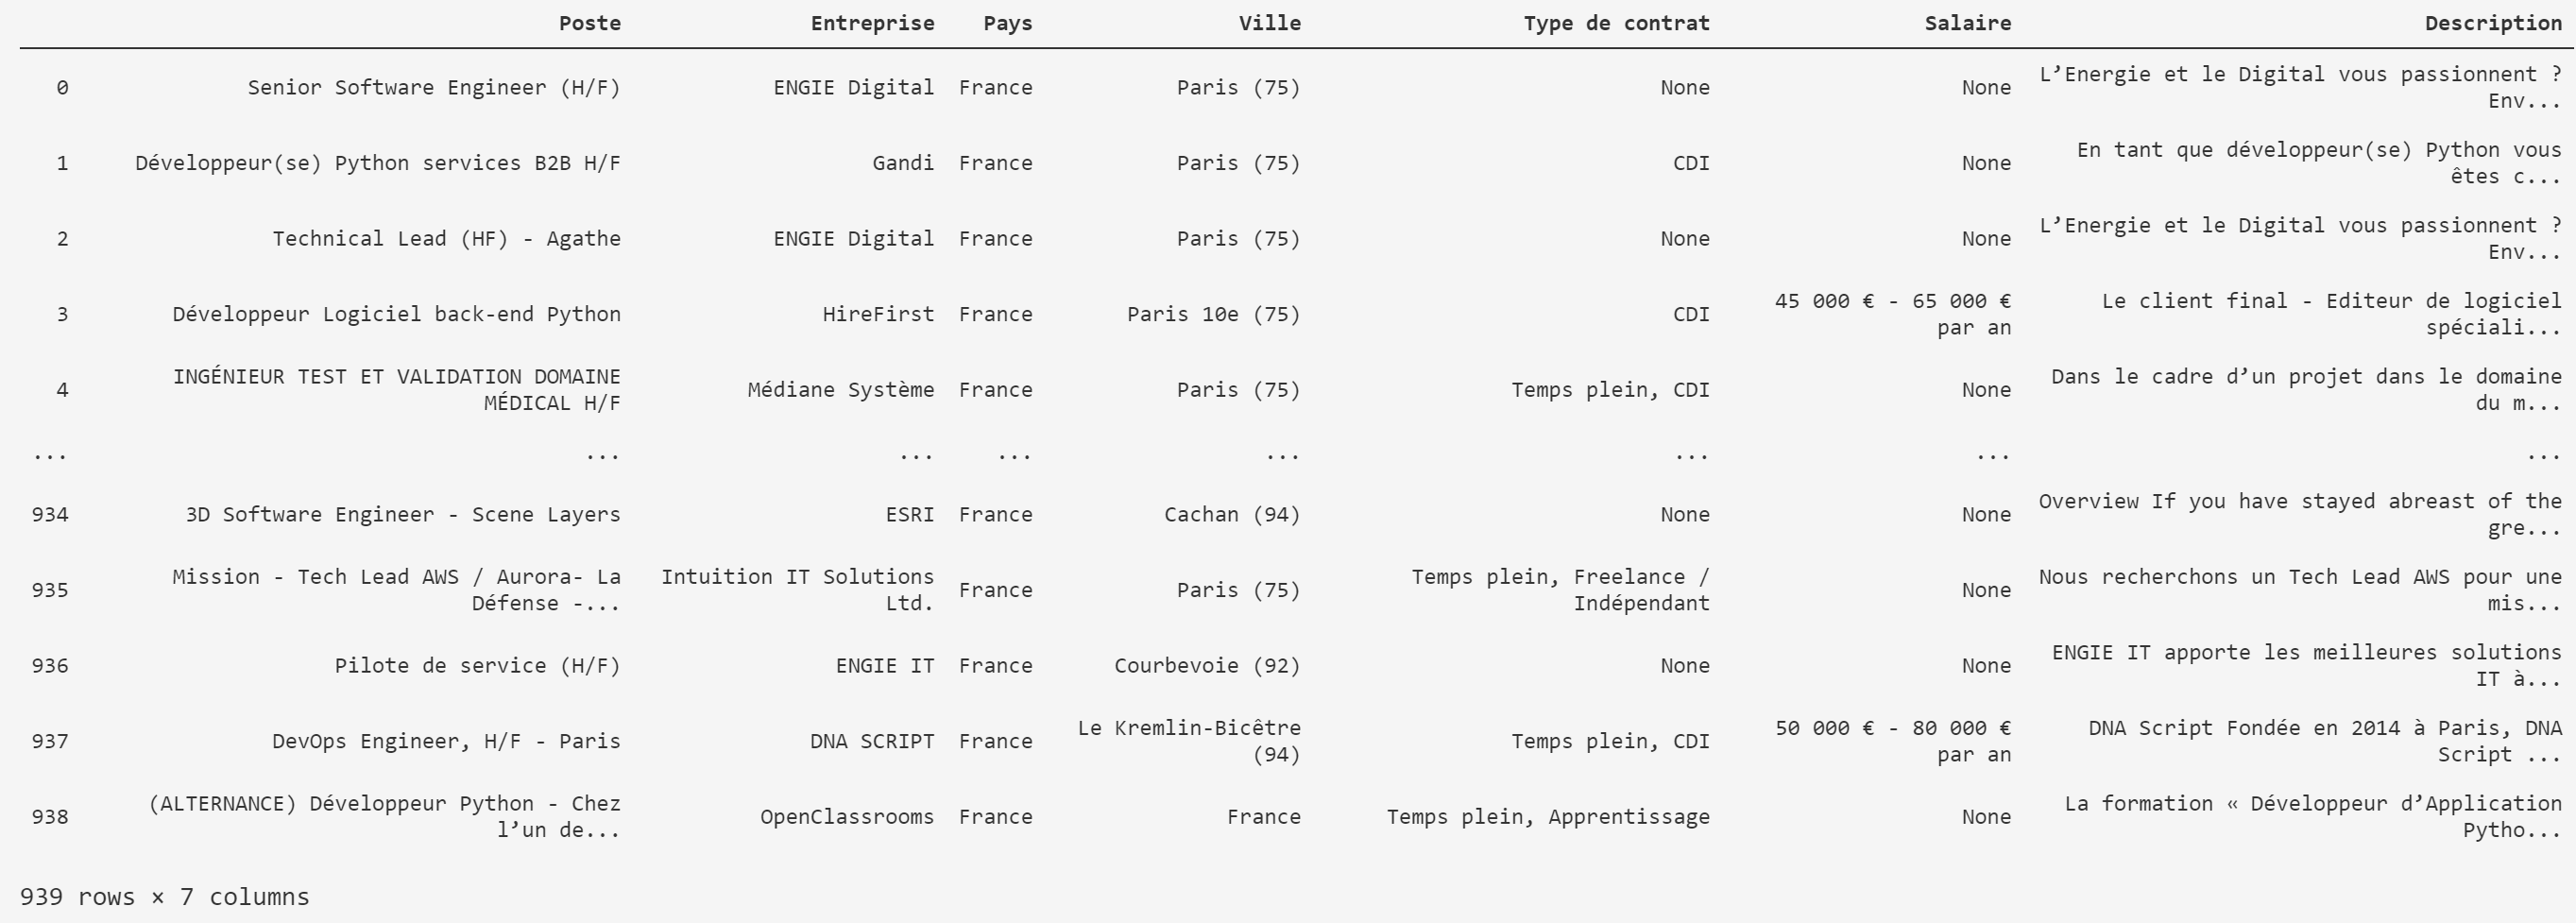 Poste Entreprise Pays Ville Type de contrat Salaire Description
0 Senior Software Engineer (H/F) ENGIE Digital France Paris (75) None None L’Energie et le Digital vous passionnent ?
Env...
1 Développeur(se) Python services B2B H/F Gandi France Paris (75) CDI None En tant que développeur(se) Python vous
êtes c...
2 Technical Lead (HF) - Agathe ENGIE Digital France Paris (75) None None L’Energie et le Digital vous passionnent ?
Env...
3 Développeur Logiciel back-end Python HireFirst France Paris 10e (75) CDI 45 000 € - 65 000 € Le client final - Editeur de logiciel
par an spéciali...
4 INGÉNIEUR TEST ET VALIDATION DOMAINE Médiane Système France Paris (75) Temps plein, CDI None Dans le cadre d’un projet dans le domaine
MÉDICAL H/F du m...
... ... ... ... ... ... ... ...
934 3D Software Engineer - Scene Layers ESRI France Cachan (94) None None Overview If you have stayed abreast of the
gre...
935 Mission - Tech Lead AWS / Aurora- La Intuition IT Solutions France Paris (75) Temps plein, Freelance / None Nous recherchons un Tech Lead AWS pour une
Défense -... Ltd. Indépendant mis...
936 Pilote de service (H/F) ENGIE IT France Courbevoie (92) None None ENGIE IT apporte les meilleures solutions
IT à...
937 DevOps Engineer, H/F - Paris DNA SCRIPT France Le Kremlin-Bicêtre Temps plein, CDI 50 000 € - 80 000 € DNA Script Fondée en 2014 à Paris, DNA
(94) par an Script ...
938 (ALTERNANCE) Développeur Python - Chez OpenClassrooms France France Temps plein, Apprentissage None La formation « Développeur d’Application
l’un de... Pytho...
939 rows × 7 columns